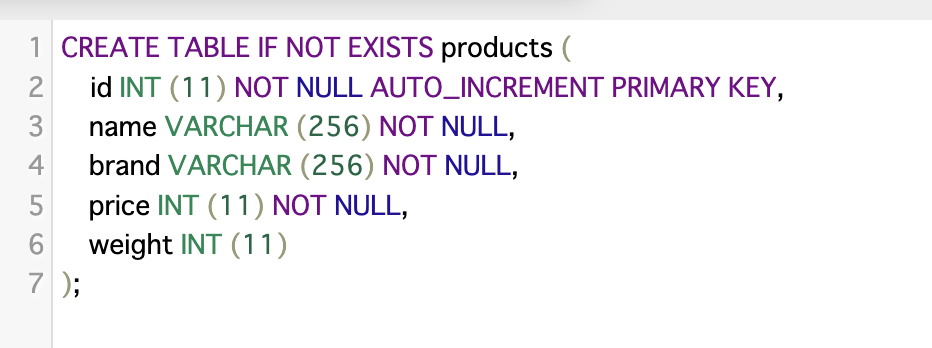 1 CREATE TABLE IF NOT EXISTS products (
2 id INT (11) NOT NULL AUTO_INCREMENT PRIMARY KEY,
3 name VARCHAR (256) NOT NULL,
4 brand VARCHAR (256) NOT NULL,
5 price INT (11) NOT NULL,
6 weight INT (11)
7 );